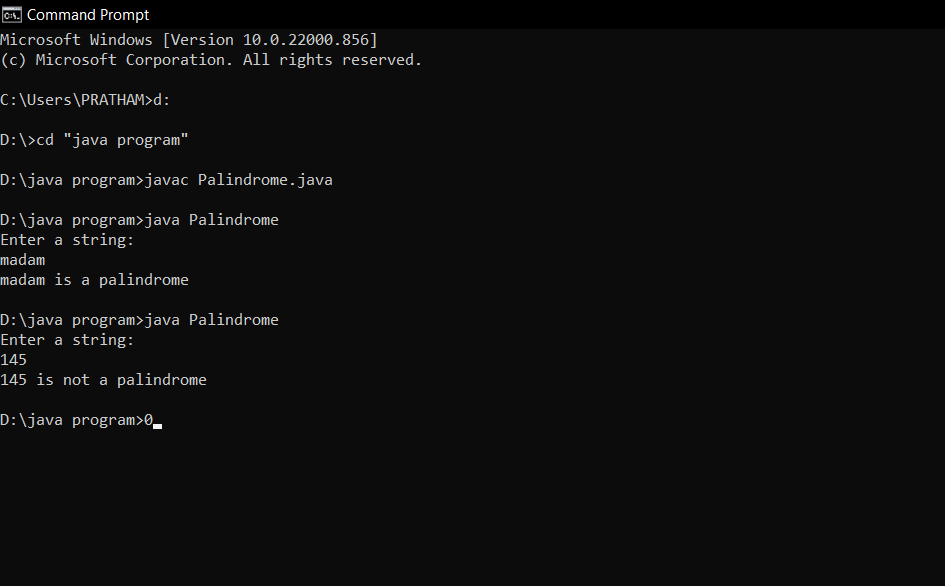 Command Prompt
Microsoft Windows [Version 10.0.22000.856]
(c) Microsoft Corporation. All rights reserved.
C:\Users\PRATHAM>d:
D:\>cd "java program"
D:\java program>javac Palindrome.java
D:\java program>java Palindrome
Enter a string:
madam
madam is a palindrome
D:\java program>java Palindrome
Enter a string:
145
145 is not a palindrome
D:\java program>0